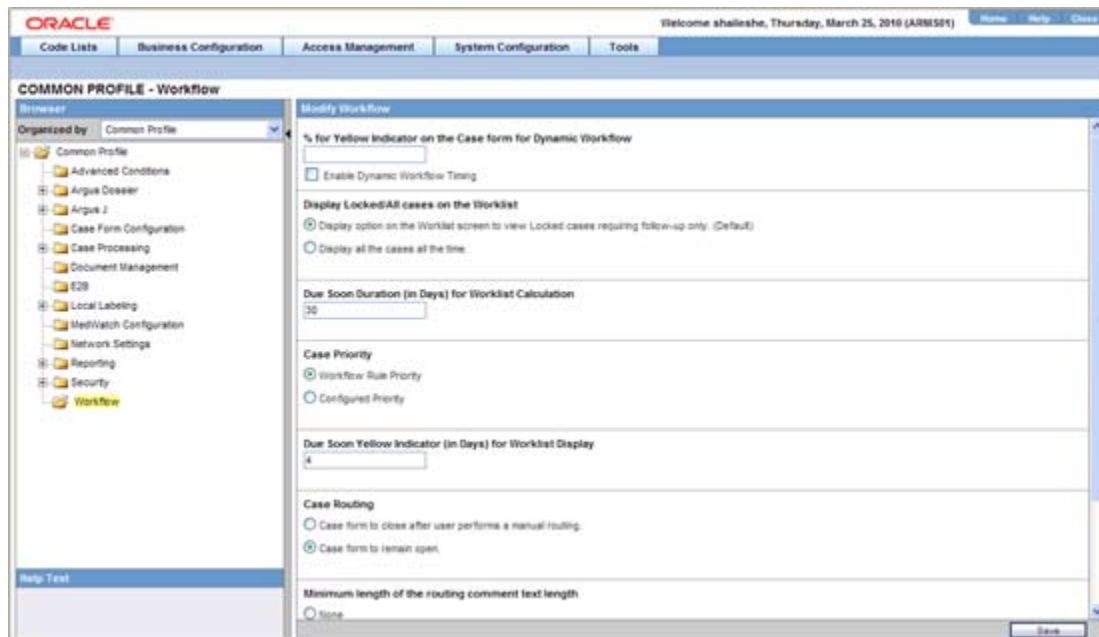 ORACLE
Welcome shaileshe, Thursday, March 25, 2010 (ARMIS01)
Home Help Close
Code Lists Business Configuration Access Management System Configuration Tools
COMMON PROFILE - Workflow
Browser
Organized by Common Profile
Common Profile
Advanced Conditions
Argus Dossier
Argus J
Case Form Configuration
Case Processing
Document Management
E2B
Local Labeling
MedWatch Configuration
Network Settings
Reporting
Security
Workflow
Help Text
Modify Workflow
% for Yellow Indicator on the Case form for Dynamic Workflow
Enable Dynamic Workflow Timing
Display Locked/All cases on the Worklist
Display option on the Worklist screen to view Locked cases requiring follow-up only. (Default)
Display all the cases all the time.
Due Soon Duration (in Days) for Worklist Calculation
30
Case Priority
Workflow Rule Priority
Configured Priority
Due Soon Yellow Indicator (in Days) for Worklist Display
4
Case Routing
Case form to close after user performs a manual routing.
Case form to remain open.
Minimum length of the routing comment text length
None
Save